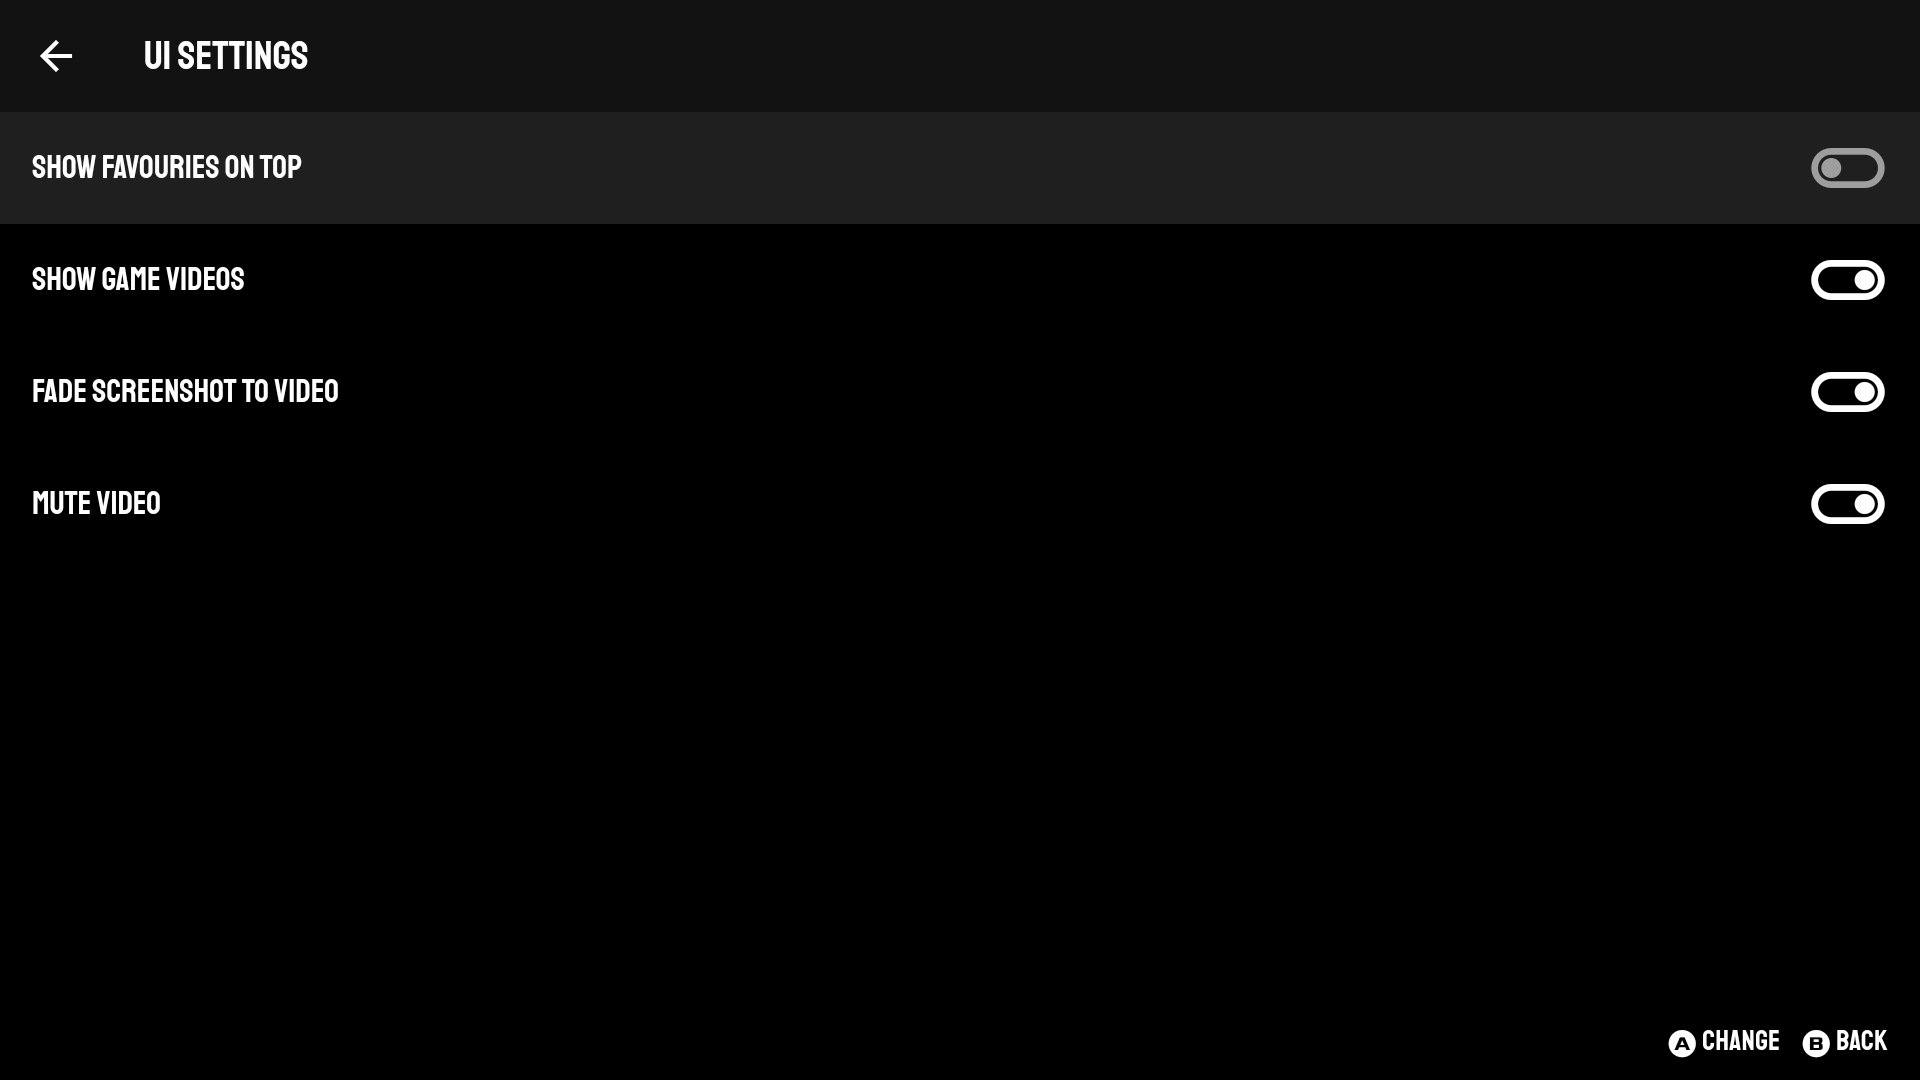 UI SETTINGS
SHOW FAVOURIES ON TOP
SHOW GAME VIDEOS
FADE SCREENSHOT TO VIDEO
MUTE VIDEO
A CHANGE B BACK